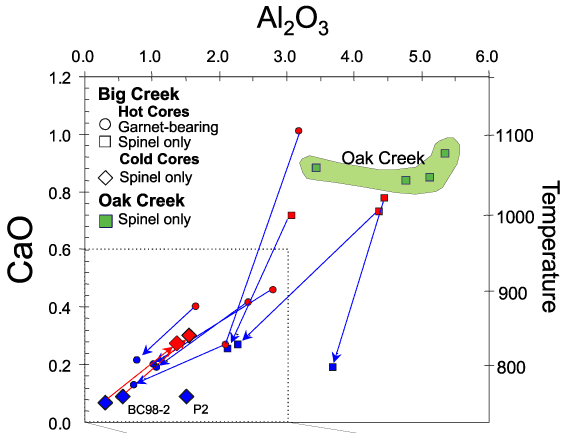 Al₂O₃
0.0 1.0 2.0 3.0 4.0 5.0 6.0
1.2
Big Creek
Hot Cores
Garnet-bearing
Spinel only
Cold Cores
Spinel only
Oak Creek
Spinel only
Oak Creek
1.0
0.8
0.6
0.4
0.2
0.0
CaO
1100
1000
900
800
Temperature
BC98-2
P2